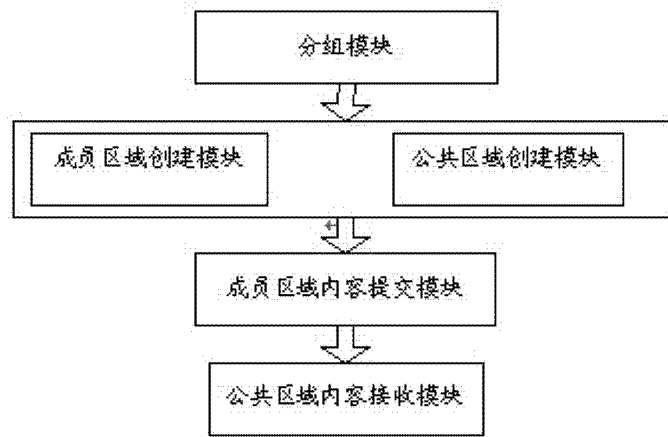 分组模块
成员区域创建模块
公共区域创建模块
成员区域内容提交模块
公共区域内容接收模块